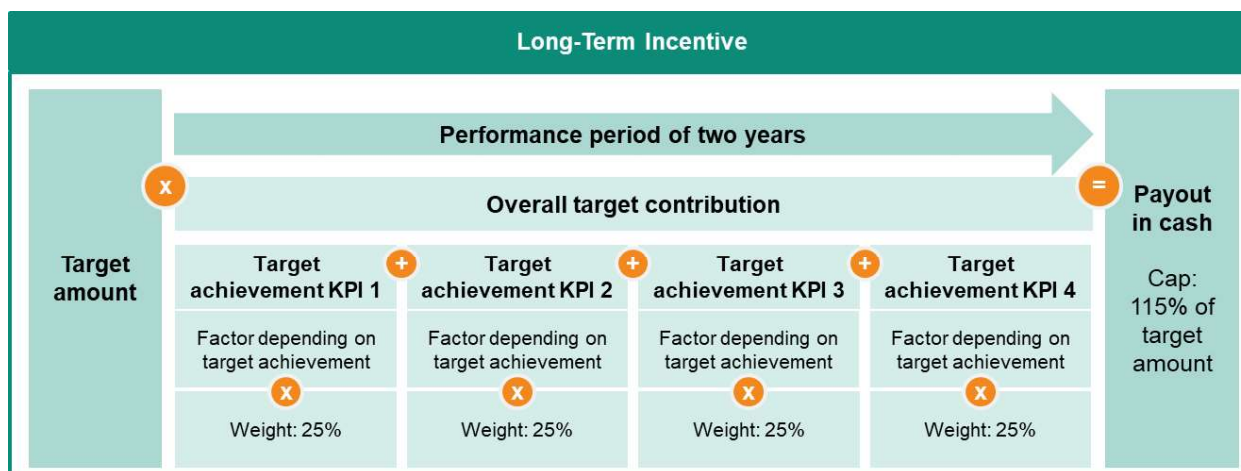 Long-Term Incentive
Performance period of two years
x
=
Overall target contribution
Target
amount
Target
achievement KPI 1
+
Target
achievement KPI 2
+
Target
achievement KPI 3
+
Target
achievement KPI 4
Factor depending on
target achievement
Factor depending on
target achievement
Factor depending on
target achievement
Factor depending on
target achievement
x
x
x
x
Weight: 25%
Weight: 25%
Weight: 25%
Weight: 25%
Payout
in cash
Cap:
115% of
target
amount